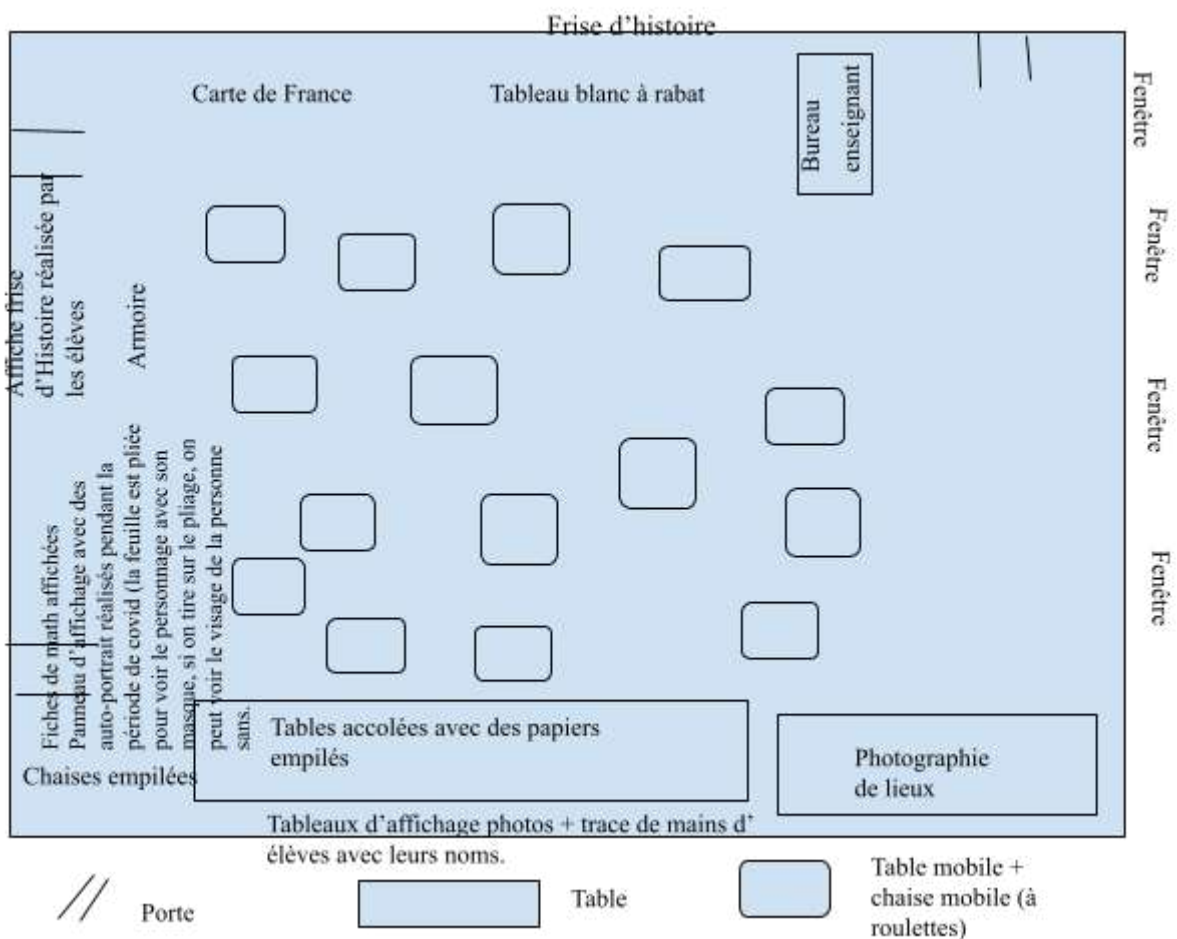 Frise d’histoire
Carte de France
Tableau blanc à rabat
Bureau
enseignant
Fenêtre
Fenêtre
Fenêtre
Fenêtre
Affiche frise
d’Histoire réalisée par
les élèves
Armoire
Fiches de math affichées
Panneau d’affichage avec des
auto-portrait réalisés pendant la
période de covid (la feuille est pliée
pour voir le personnage avec son
masque, si on tire sur le pliage, on
peut voir le visage de la personne
sans.
Chaises empilées
Tables accolées avec des papiers
empilés
Photographie
de lieux
Tableaux d’affichage photos + trace de mains d’
élèves avec leurs noms.
Porte
Table
Table mobile +
chaise mobile (à
roulettes)